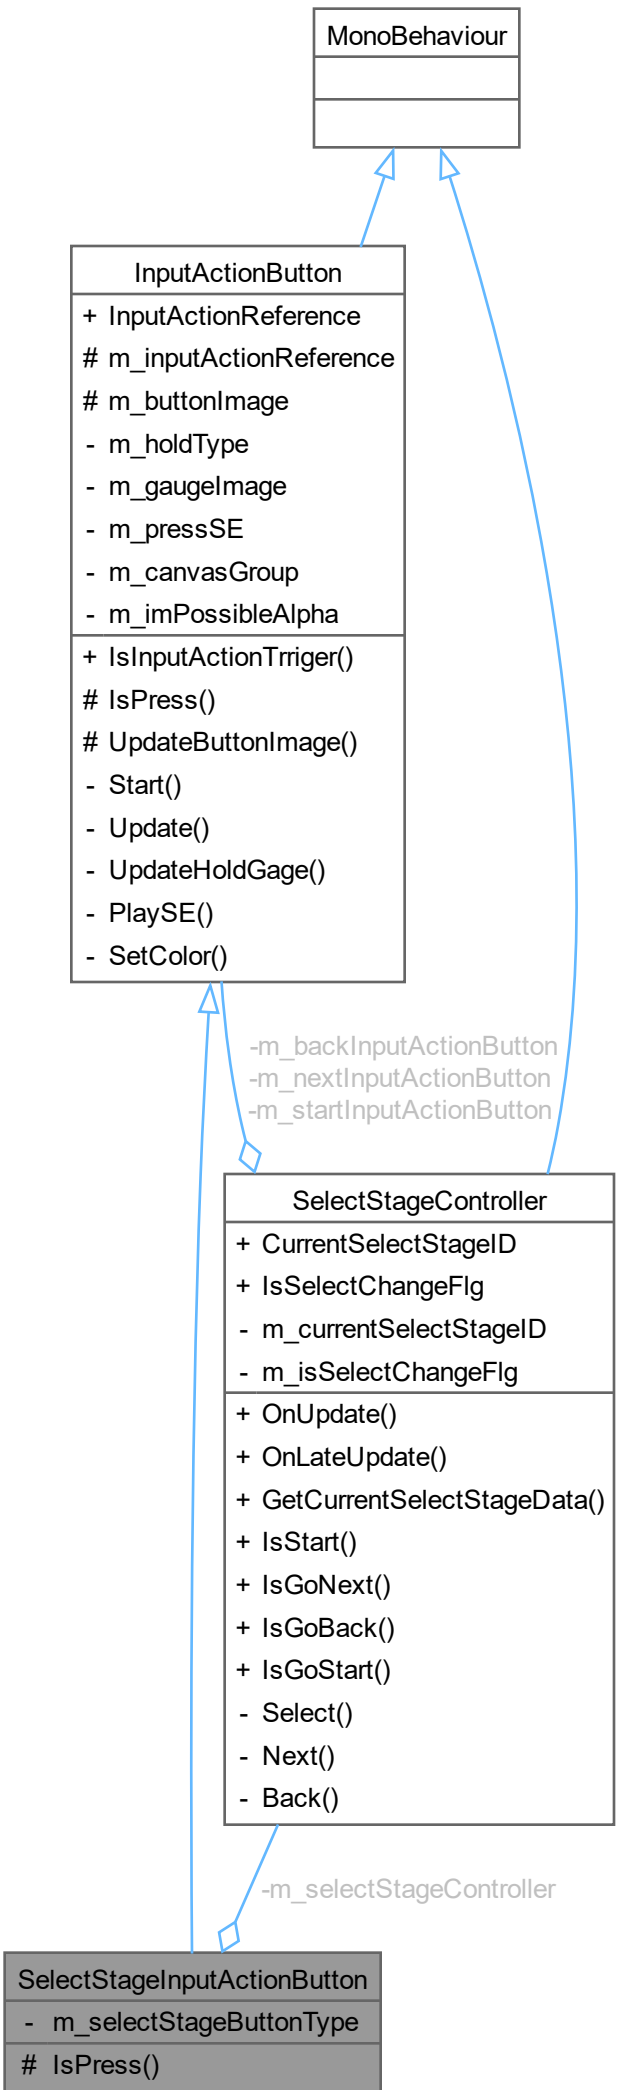 MonoBehaviour
InputActionButton
+ InputActionReference
# m_inputActionReference
# m_buttonImage
- m_holdType
- m_gaugeImage
- m_pressSE
- m_canvasGroup
- m_imPossibleAlpha
+ IsInputActionTrriger()
# IsPress()
# UpdateButtonImage()
- Start()
- Update()
- UpdateHoldGage()
- PlaySE()
- SetColor()
-m_backInputActionButton
-m_nextInputActionButton
-m_startInputActionButton
SelectStageController
+ CurrentSelectStageID
+ IsSelectChangeFlg
- m_currentSelectStageID
- m_isSelectChangeFlg
+ OnUpdate()
+ OnLateUpdate()
+ GetCurrentSelectStageData()
+ IsStart()
+ IsGoNext()
+ IsGoBack()
+ IsGoStart()
- Select()
- Next()
- Back()
-m_selectStageController
SelectStageInputActionButton
- m_selectStageButtonType
# IsPress()